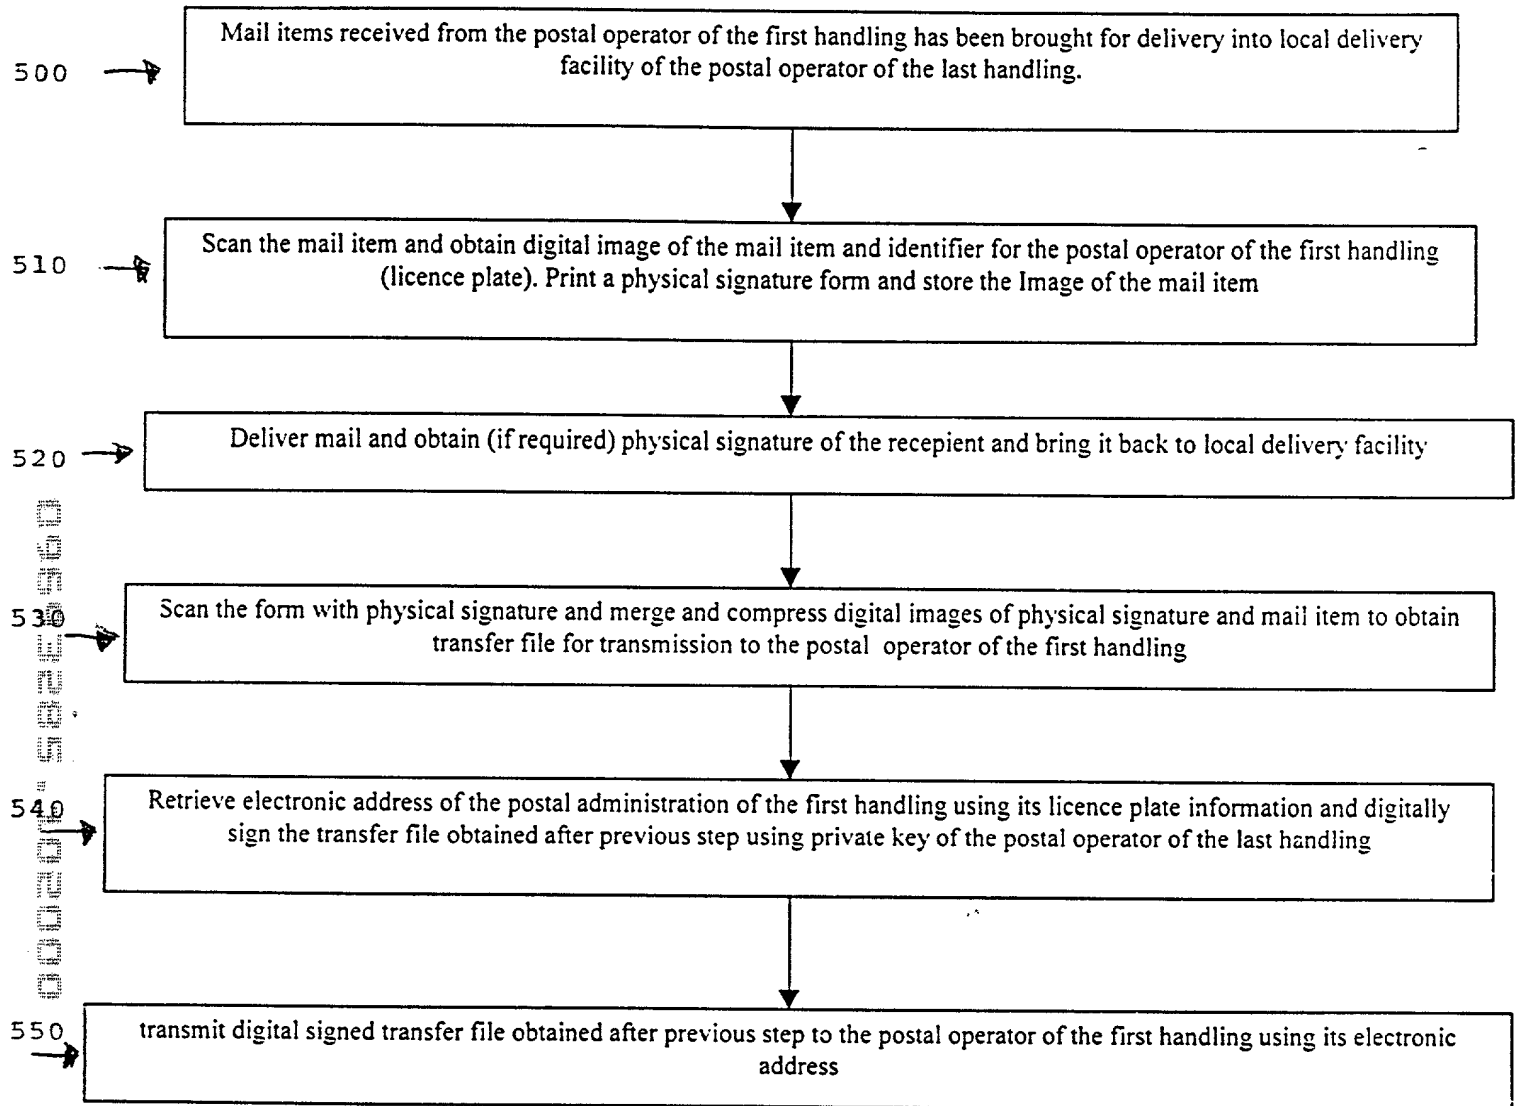 500
Mail items received from the postal operator of the first handling has been brought for delivery into local delivery
facility of the postal operator of the last handling.
510
Scan the mail item and obtain digital image of the mail item and identifier for the postal operator of the first handling
(licence plate). Print a physical signature form and store the Image of the mail item
520
Deliver mail and obtain (if required) physical signature of the recepient and bring it back to local delivery facility
530
Scan the form with physical signature and merge and compress digital images of physical signature and mail item to obtain
transfer file for transmission to the postal operator of the first handling
540
Retrieve electronic address of the postal administration of the first handling using its licence plate information and digitally
sign the transfer file obtained after previous step using private key of the postal operator of the last handling
550
transmit digital signed transfer file obtained after previous step to the postal operator of the first handling using its electronic
address